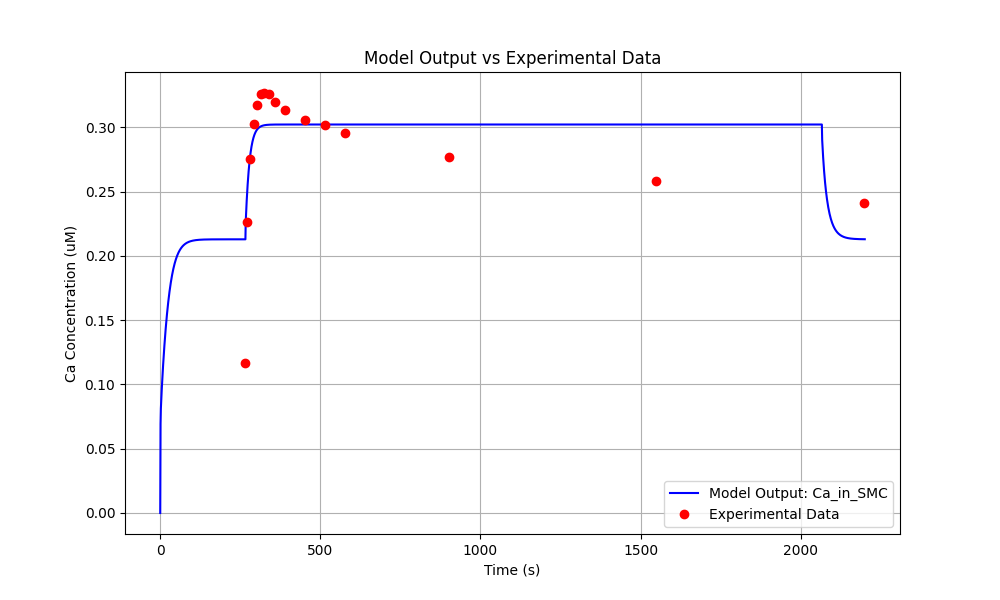 Model Output vs Experimental Data
Ca Concentration (uM)
0.30
0.25
0.20
0.15
0.10
0.05
0.00
0 500 1000 1500 2000
Time (s)
Model Output: Ca_in_SMC
Experimental Data